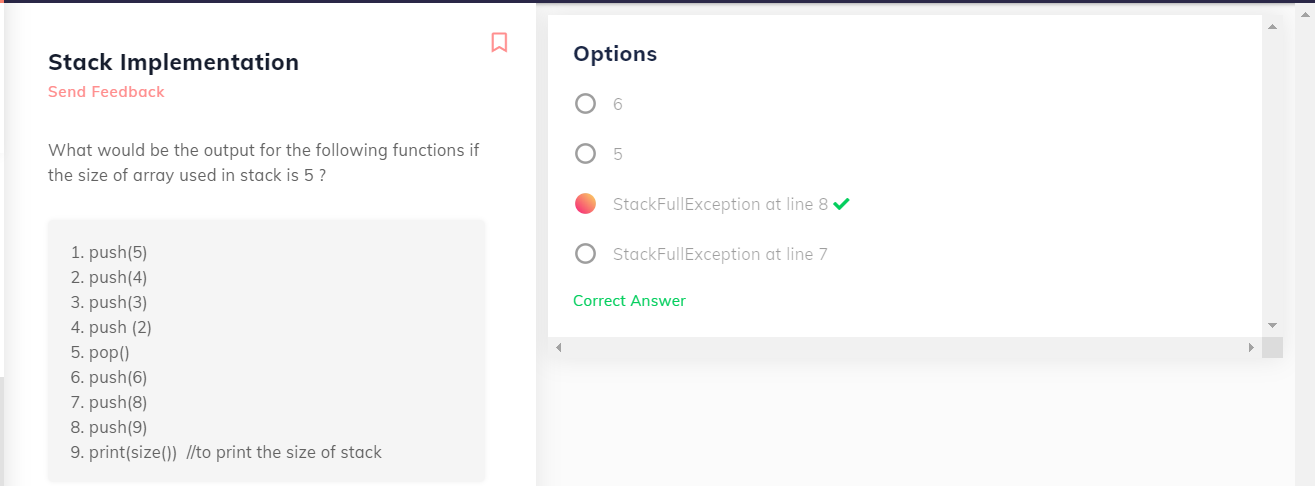 Stack Implementation
Send Feedback
What would be the output for the following functions if
the size of array used in stack is 5 ?
1. push(5)
2. push(4)
3. push(3)
4. push (2)
5. pop()
6. push(6)
7. push(8)
8. push(9)
9. print(size())  //to print the size of stack
Options
6
5
StackFullException at line 8
StackFullException at line 7
Correct Answer